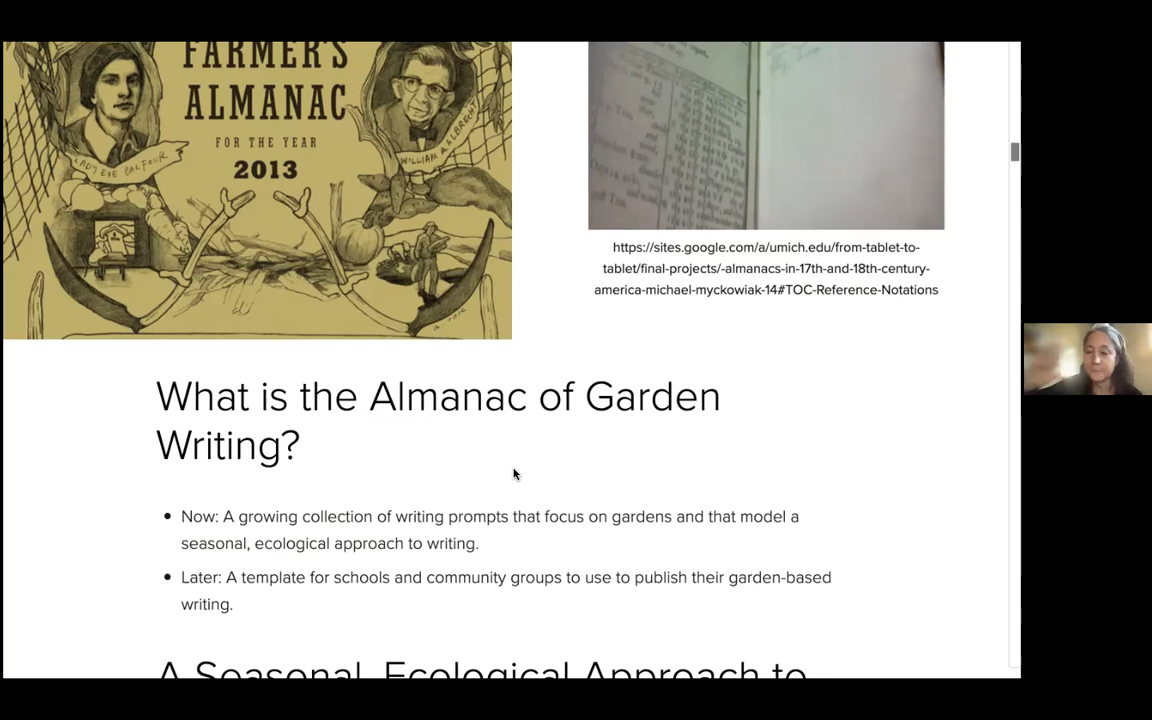 FARMER'S
ALMANAC
FOR THE YEAR
2013
LADY EVE BALFOUR
WILLIAM A. ALBRECHT
https://sites.google.com/a/umich.edu/from-tablet-to-
tablet/final-projects/-almanacs-in-17th-and-18th-century-
america-michael-myckowiak-14#TOC-Reference-Notations
What is the Almanac of Garden
Writing?
Now: A growing collection of writing prompts that focus on gardens and that model a
seasonal, ecological approach to writing.
Later: A template for schools and community groups to use to publish their garden-based
writing.
A Seasonal, Ecological Approach to